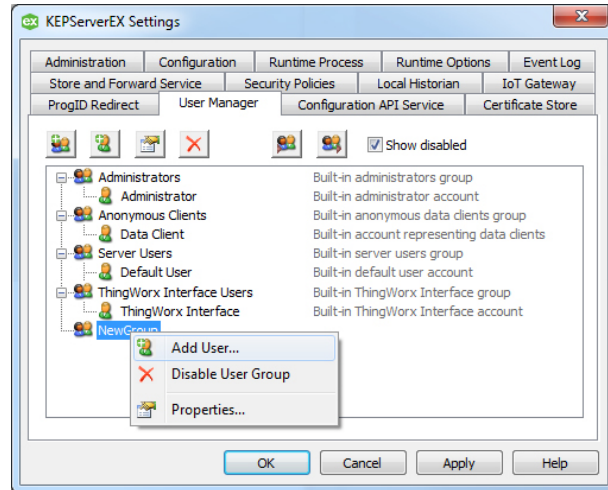 KEPServerEX Settings
Administration Configuration Runtime Process Runtime Options Event Log
Store and Forward Service Security Policies Local Historian IoT Gateway
ProgID Redirect User Manager Configuration API Service Certificate Store
Show disabled
Administrators Built-in administrators group
Administrator Built-in administrator account
Anonymous Clients Built-in anonymous data clients group
Data Client Built-in account representing data clients
Server Users Built-in server users group
Default User Built-in default user account
ThingWorx Interface Users Built-in ThingWorx Interface group
ThingWorx Interface Built-in ThingWorx Interface account
NewGroup
Add User...
Disable User Group
Properties...
OK Cancel Apply Help